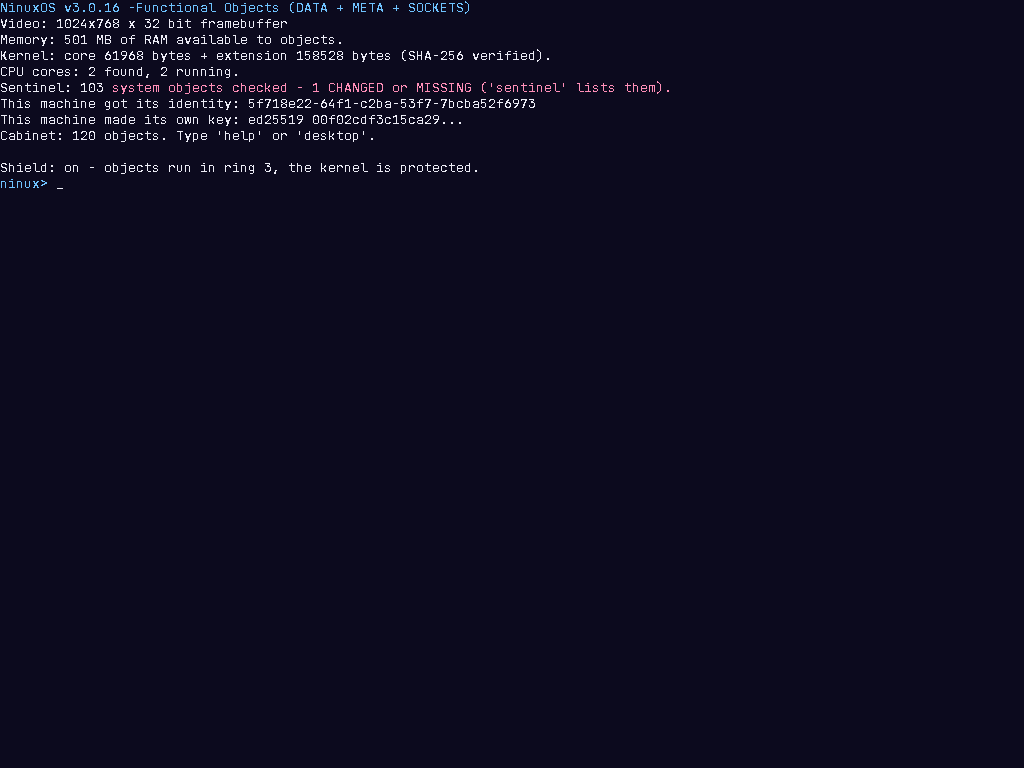 NinuxOS v3.0.16 -Functional Objects (DATA + META + SOCKETS)
Video: 1024x768 x 32 bit framebuffer
Memory: 501 MB of RAM available to objects.
Kernel: core 61968 bytes + extension 158528 bytes (SHA-256 verified).
CPU cores: 2 found, 2 running.
Sentinel: 103 system objects checked - 1 CHANGED or MISSING ('sentinel' lists them).
This machine got its identity: 5f718e22-64f1-c2ba-53f7-7bcba52f6973
This machine made its own key: ed25519 00f02cdf3c15ca29...
Cabinet: 120 objects. Type 'help' or 'desktop'.
Shield: on - objects run in ring 3, the kernel is protected.
ninux> _